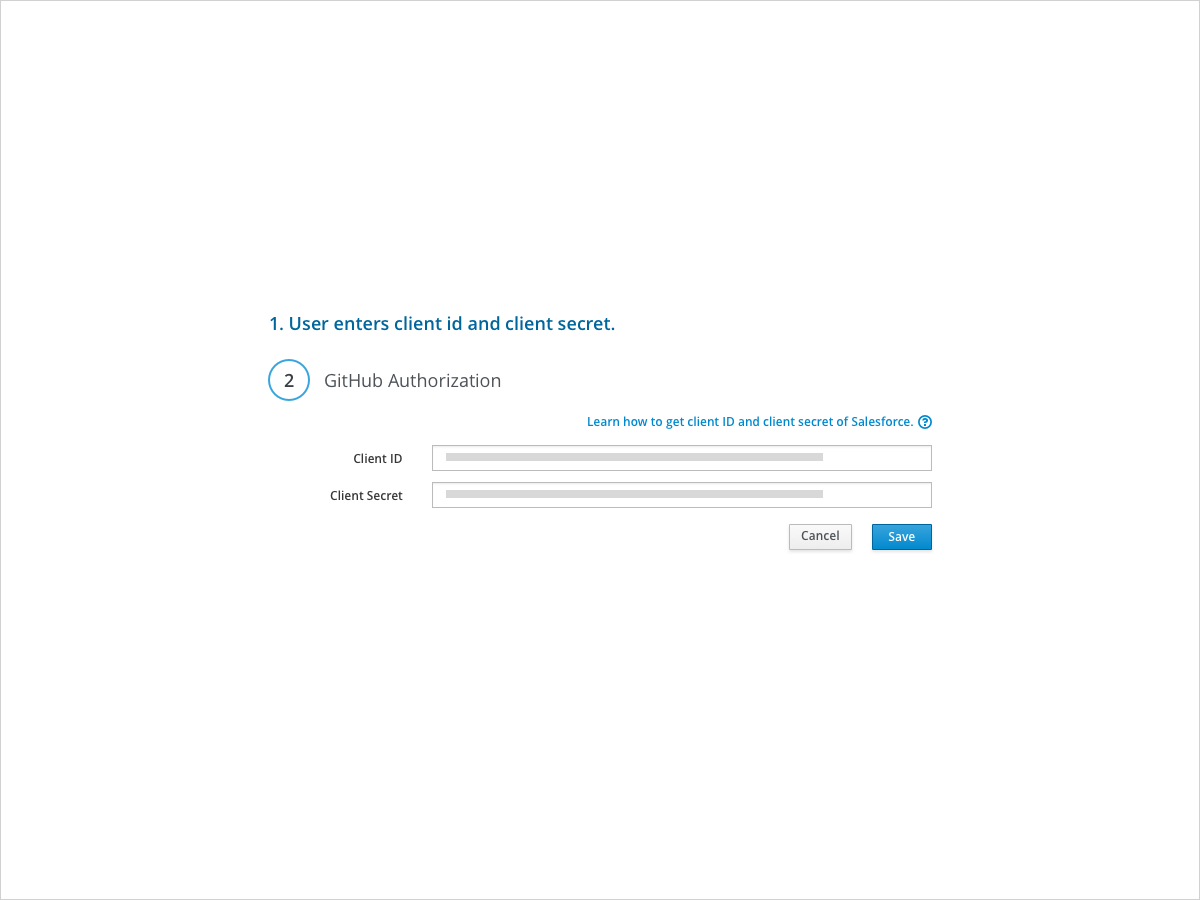 1. User enters client id and client secret.
2
GitHub Authorization
Learn how to get client ID and client secret of Salesforce. ?
Client ID
Client Secret
Cancel
Save